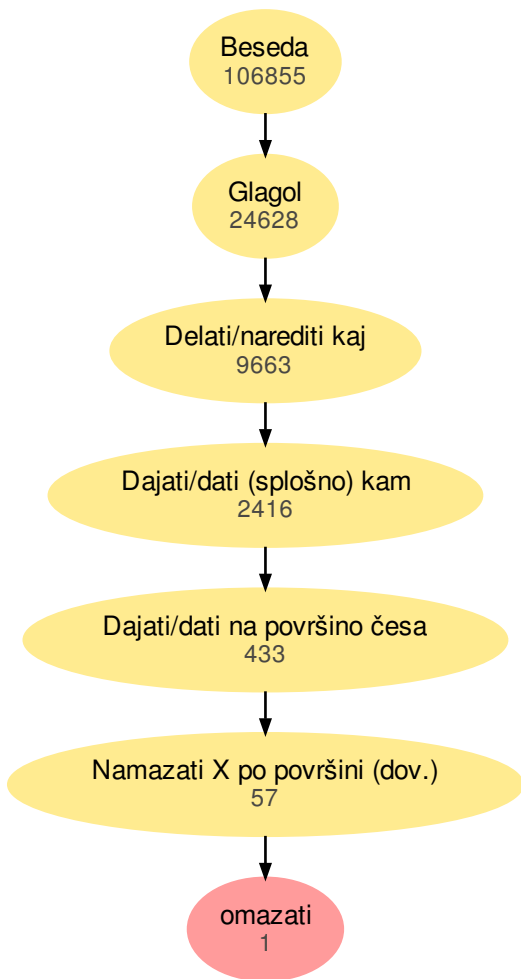 Beseda
106855
Glagol
24628
Delati/narediti kaj
9663
Dajati/dati (splošno) kam
2416
Dajati/dati na površino česa
433
Namazati X po površini (dov.)
57
omazati
1